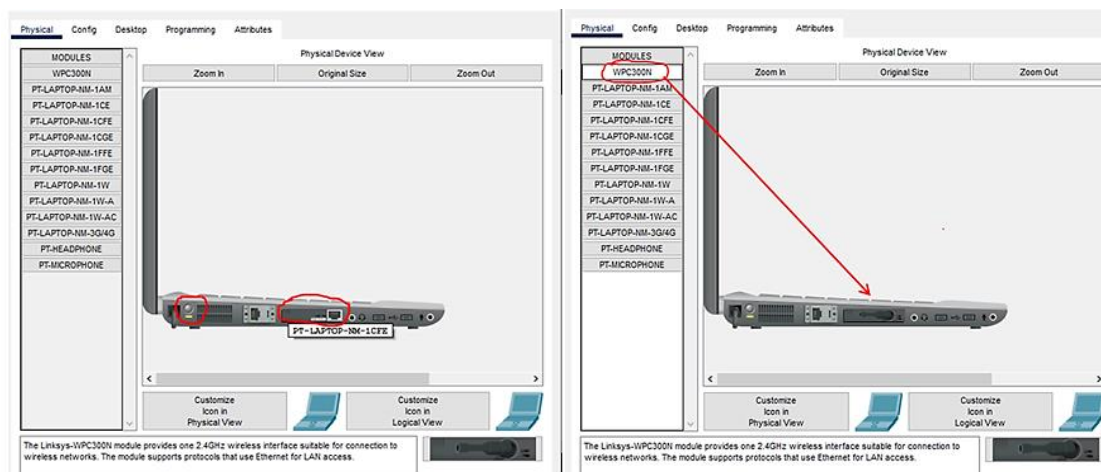 Physical Config Desktop Programming Attributes
MODULES
WPC300N
PT-LAPTOP-NM-1AM
PT-LAPTOP-NM-1CE
PT-LAPTOP-NM-1CFE
PT-LAPTOP-NM-1CGE
PT-LAPTOP-NM-1FFE
PT-LAPTOP-NM-1FGE
PT-LAPTOP-NM-1W
PT-LAPTOP-NM-1W-A
PT-LAPTOP-NM-1W-AC
PT-LAPTOP-NM-3G/4G
PT-HEADPHONE
PT-MICROPHONE
Physical Device View
Zoom In Original Size Zoom Out
PT-LAPTOP-NM-1CFE
Customize
Icon in
Physical View
Customize
Icon in
Logical View
The Linksys-WPC300N module provides one 2.4GHz wireless interface suitable for connection to
wireless networks. The module supports protocols that use Ethernet for LAN access.
Physical Config Desktop Programming Attributes
MODULES
WPC300N
PT-LAPTOP-NM-1AM
PT-LAPTOP-NM-1CE
PT-LAPTOP-NM-1CFE
PT-LAPTOP-NM-1CGE
PT-LAPTOP-NM-1FFE
PT-LAPTOP-NM-1FGE
PT-LAPTOP-NM-1W
PT-LAPTOP-NM-1W-A
PT-LAPTOP-NM-1W-AC
PT-LAPTOP-NM-3G/4G
PT-HEADPHONE
PT-MICROPHONE
Physical Device View
Zoom In Original Size Zoom Out
Customize
Icon in
Physical View
Customize
Icon in
Logical View
The Linksys-WPC300N module provides one 2.4GHz wireless interface suitable for connection to
wireless networks. The module supports protocols that use Ethernet for LAN access.